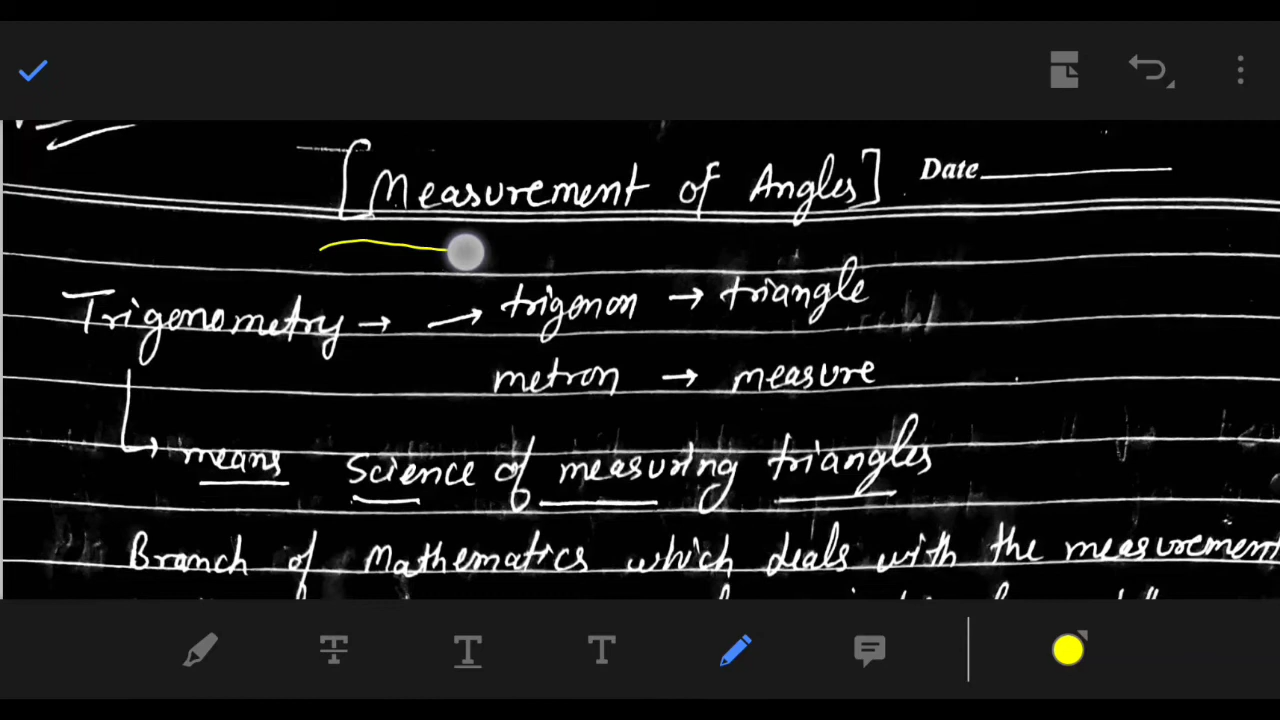 [Measurement of Angles] Date
Trigonometry → → trigonon → triangle
metron → measure
↳ means Science of measuring triangles
Branch of Mathematics which deals with the measurement